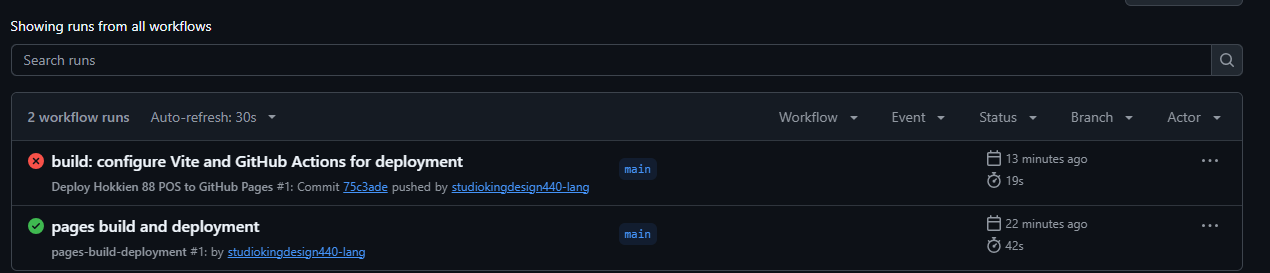 Showing runs from all workflows
Search runs
2 workflow runs Auto-refresh: 30s Workflow Event Status Branch Actor
build: configure Vite and GitHub Actions for deployment main 13 minutes ago
Deploy Hokkien 88 POS to GitHub Pages #1: Commit 75c3ade pushed by studiokingdesign440-lang 19s
pages build and deployment main 22 minutes ago
pages-build-deployment #1: by studiokingdesign440-lang 42s